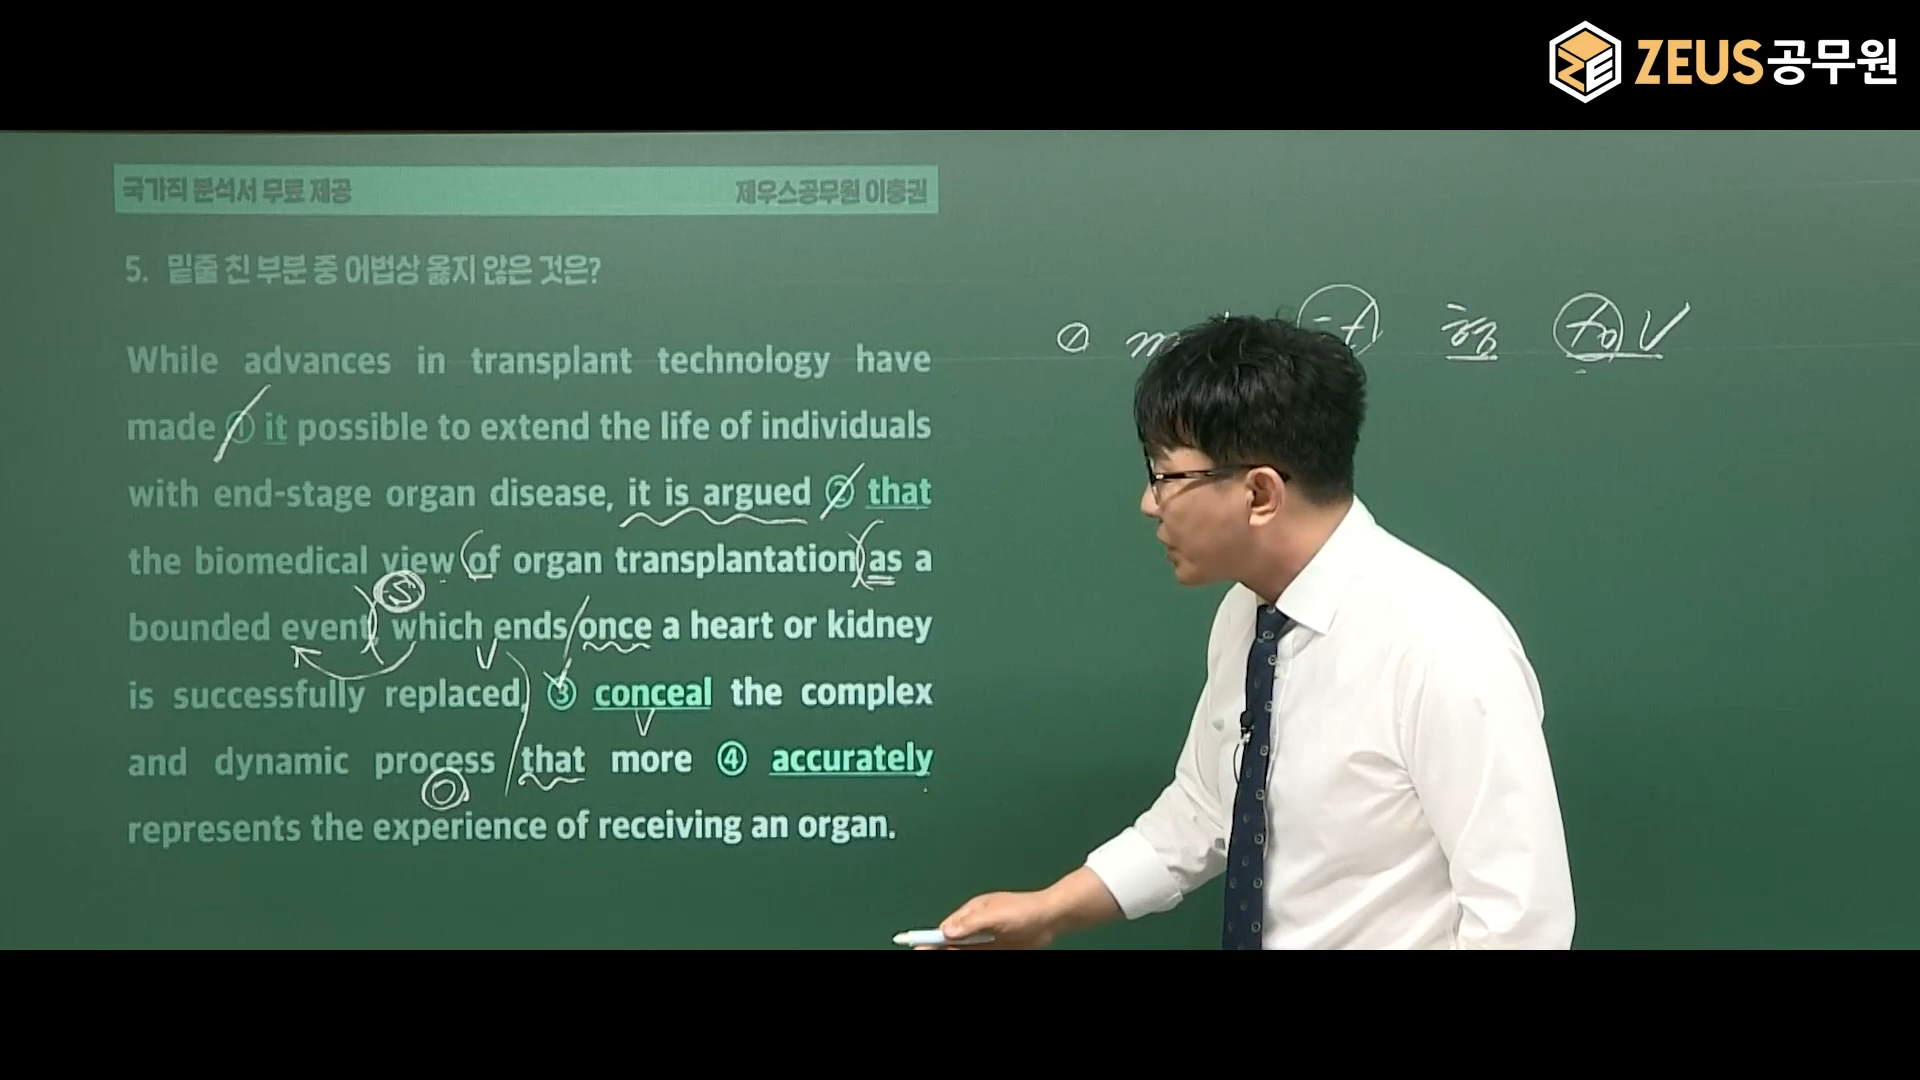 ZEUS공무원
국가직 분석서 무료 제공 제우스공무원 이충권
5. 밑줄 친 부분 중 어법상 옳지 않은 것은?
While advances in transplant technology have
made ① it possible to extend the life of individuals
with end-stage organ disease, it is argued ② that
the biomedical view of organ transplantation as a
bounded event, which ends once a heart or kidney
is successfully replaced, ③ conceal the complex
and dynamic process that more ④ accurately
represents the experience of receiving an organ.
① it 형 to V
S
V
V
O